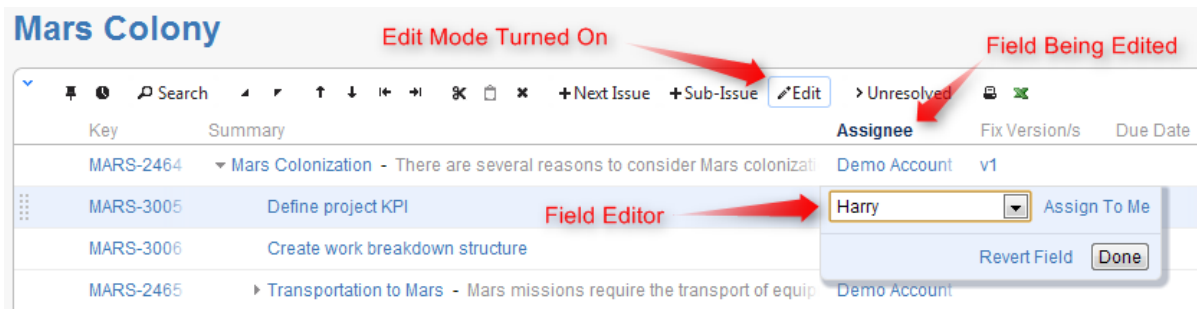 Mars Colony
Edit Mode Turned On
Field Being Edited
Search +Next Issue +Sub-Issue Edit Unresolved
Key Summary Assignee Fix Version/s Due Date
MARS-2464 Mars Colonization - There are several reasons to consider Mars colonizati Demo Account v1
MARS-3005 Define project KPI Field Editor Harry Assign To Me
MARS-3006 Create work breakdown structure Revert Field Done
MARS-2465 Transportation to Mars - Mars missions require the transport of equip Demo Account